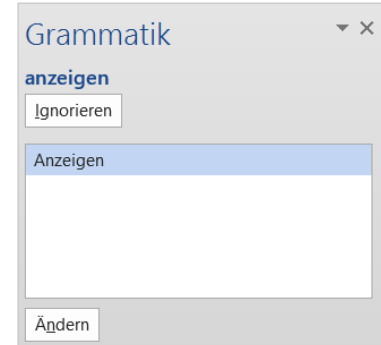 Grammatik
anzeigen
Ignorieren
Anzeigen
Ändern